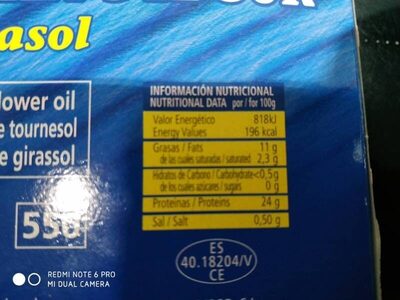 asol
lower oil
e tournesol
e girassol
55g
INFORMACIÓN NUTRICIONAL
NUTRITIONAL DATA por / for 100g
Valor Energético 818kJ
Energy Values 196 kcal
Grasas / Fats 11 g
de las cuales saturadas / saturated 2,3 g
Hidratos de Carbono / Carbohydrate<0,5g
de los cuales azúcares / sugars 0 g
Proteínas / Proteins 24 g
Sal / Salt 0,50 g
ES
40.18204/V
CE
REDMI NOTE 6 PRO
MI DUAL CAMERA